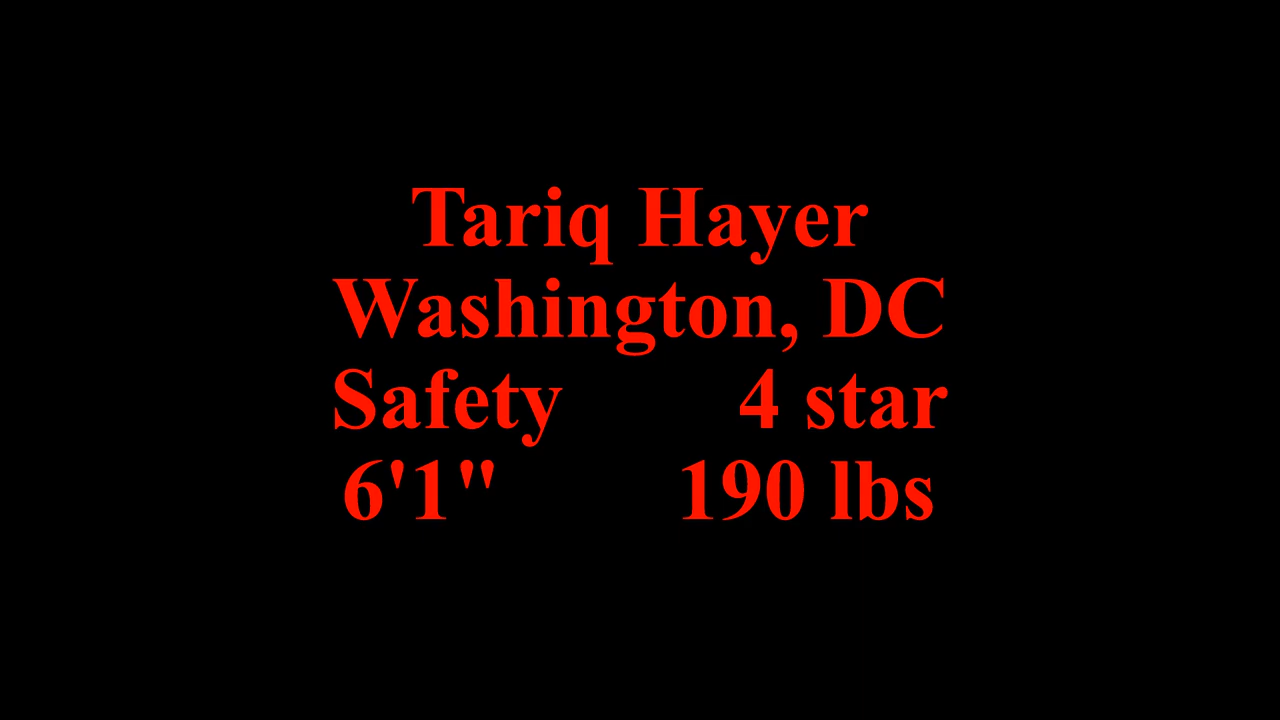 Tariq Hayer
Washington, DC
Safety 4 star
6'1" 190 lbs